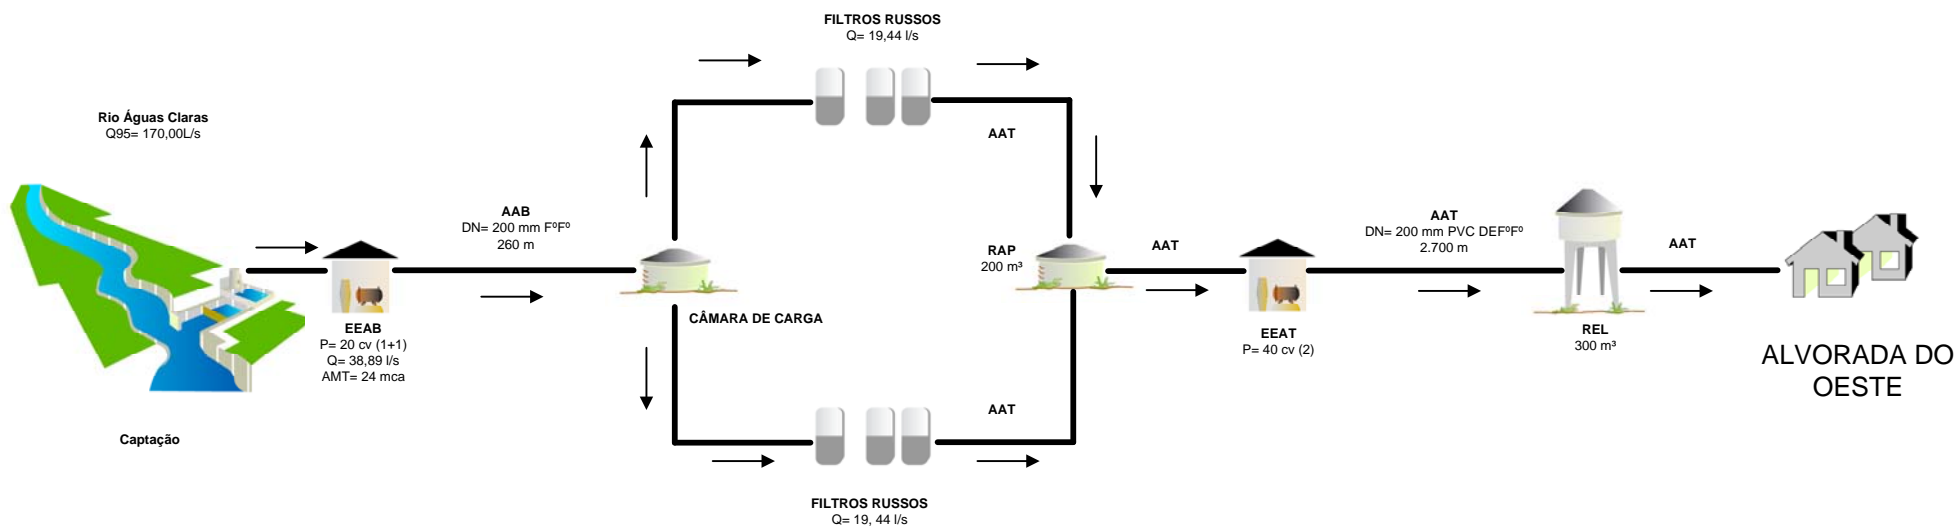 FILTROS RUSSOS
Q= 19,44 l/s
Rio Águas Claras
Q95= 170,00L/s
AAT
AAB
DN= 200 mm FºFº
260 m
AAT
DN= 200 mm PVC DEFºFº
2.700 m
RAP
200 m³
AAT
AAT
CÂMARA DE CARGA
EEAB
P= 20 cv (1+1)
Q= 38,89 l/s
AMT= 24 mca
EEAT
P= 40 cv (2)
REL
300 m³
ALVORADA DO
OESTE
AAT
Captação
FILTROS RUSSOS
Q= 19, 44 l/s